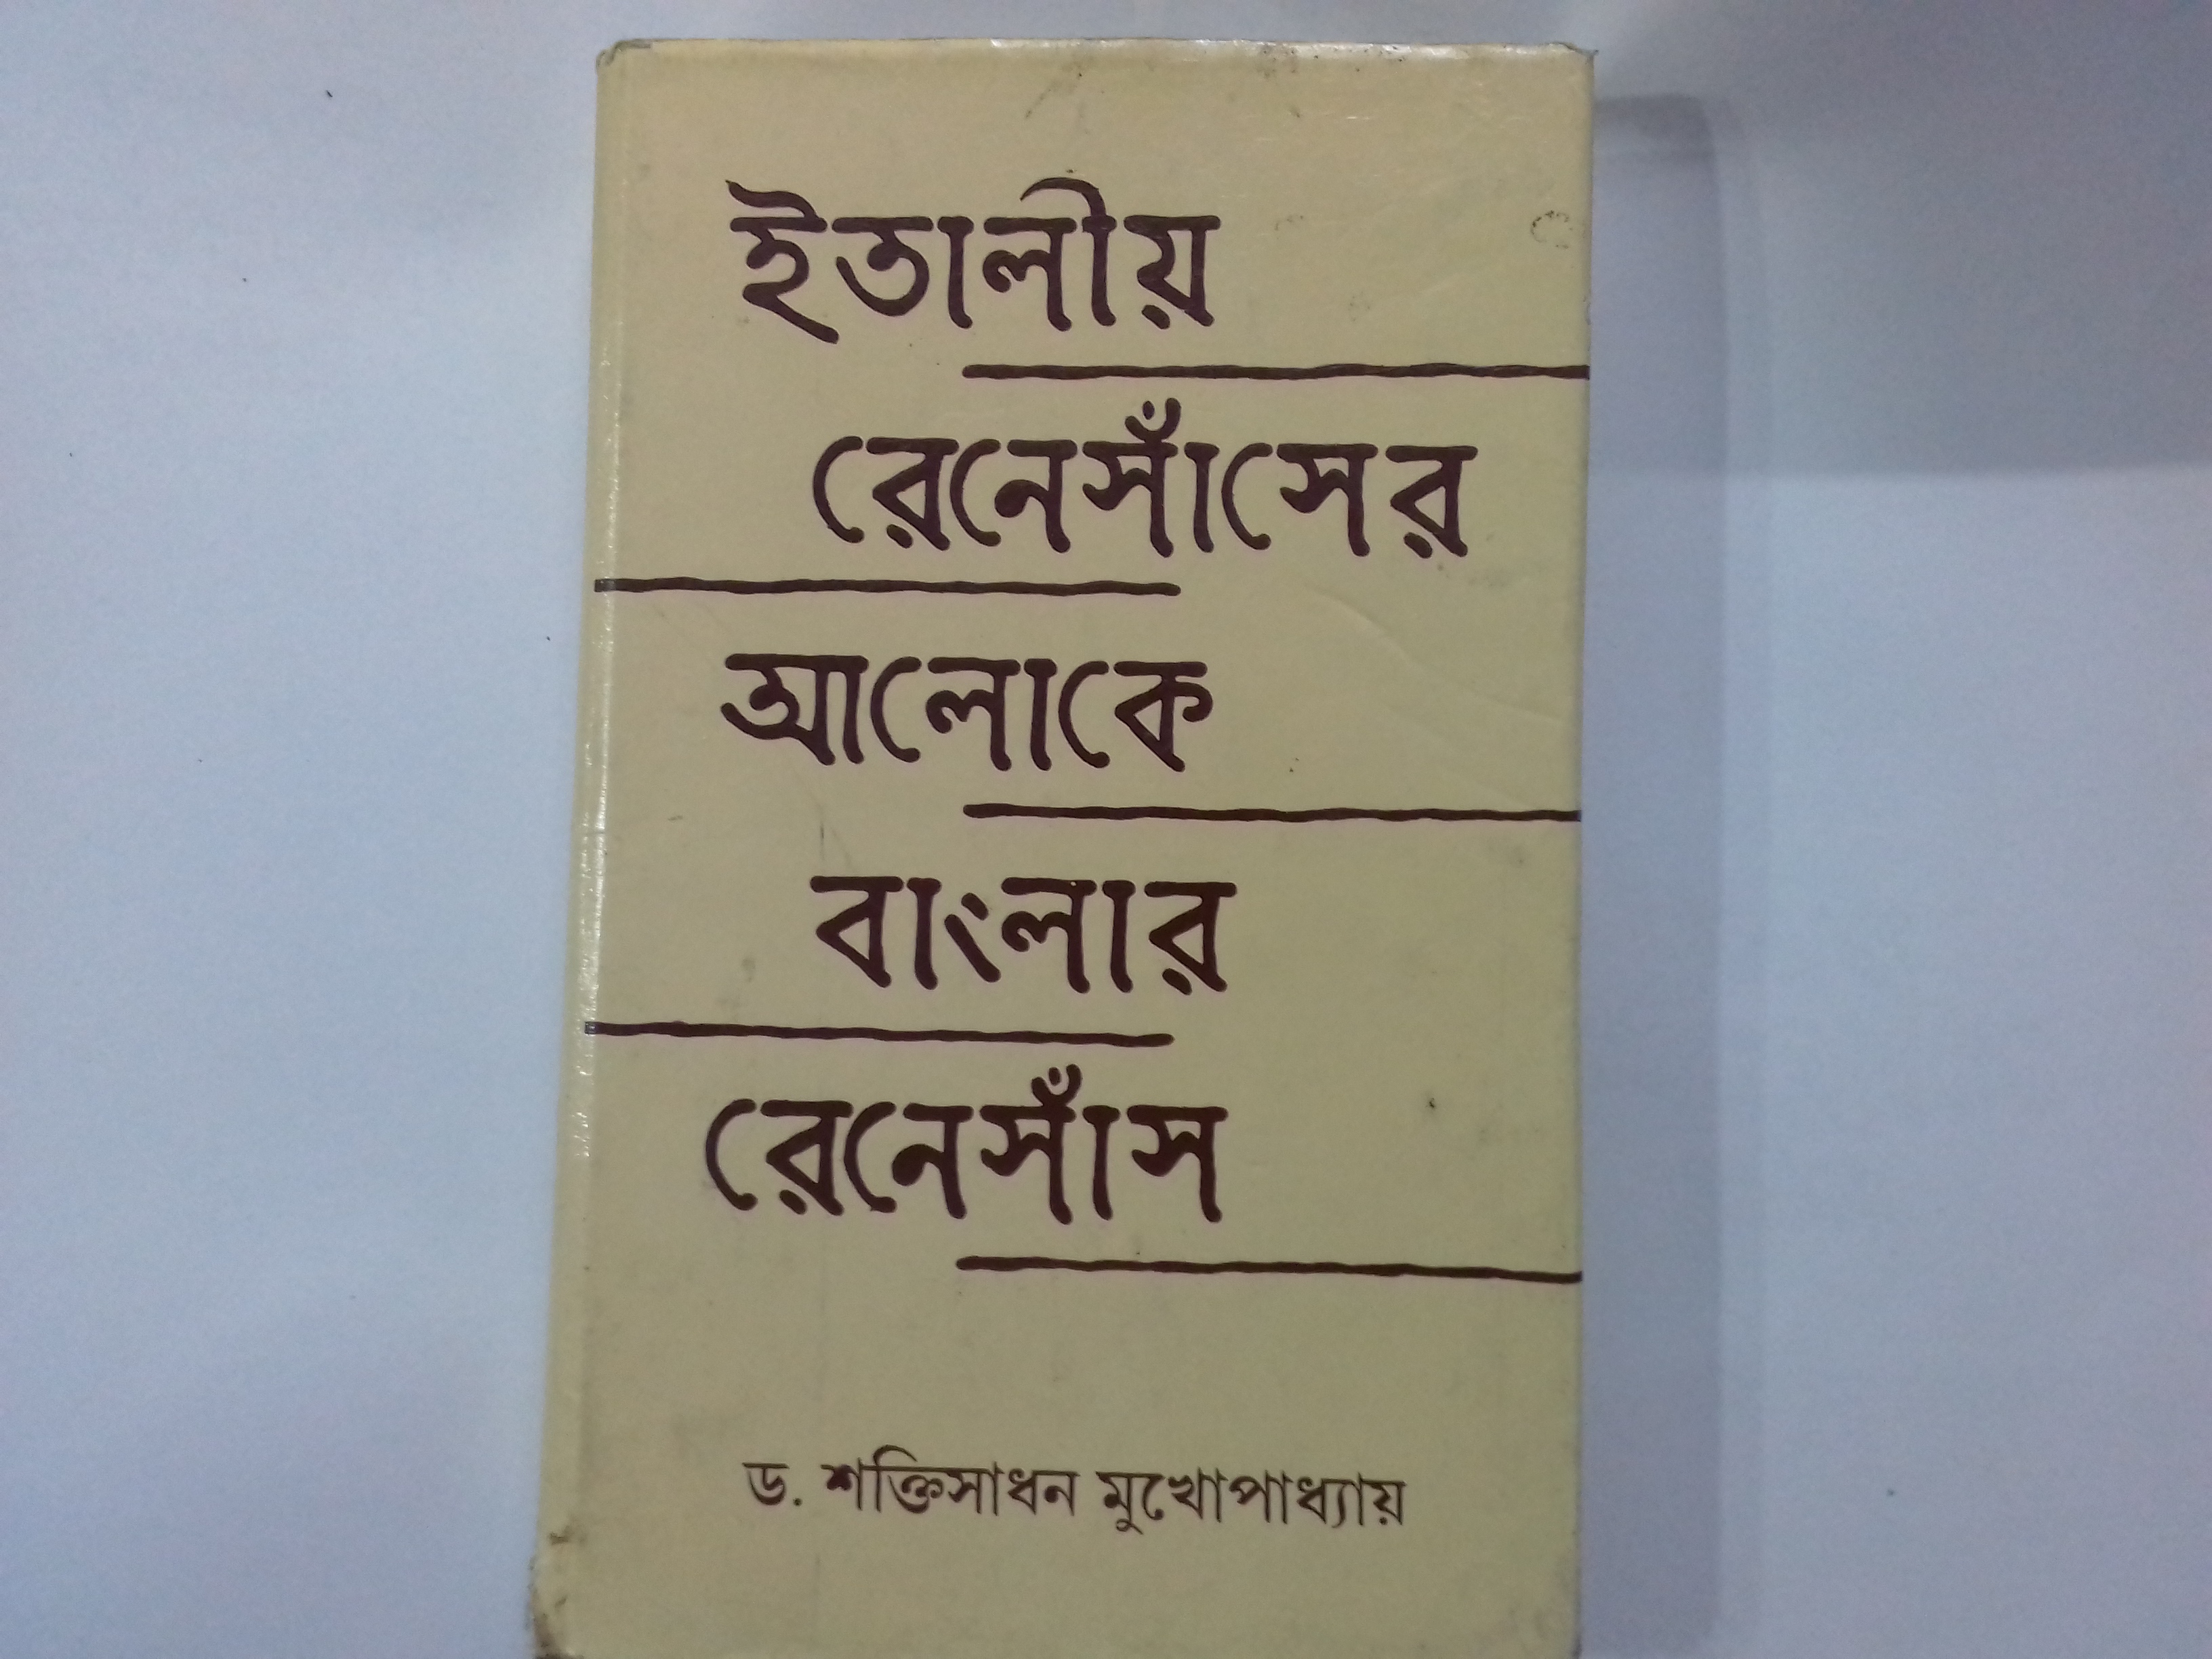 ইতালীয়
রেনেসাঁসের
আলোকে
বাংলার
রেনেসাঁস
ড. শক্তিসাধন মুখোপাধ্যায়